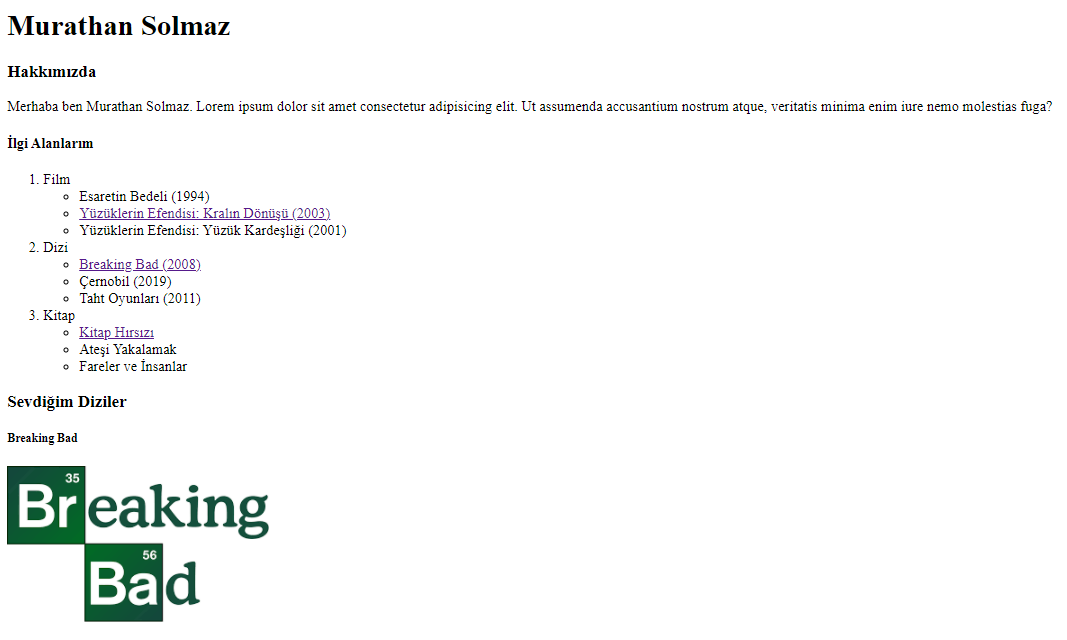 Murathan Solmaz
Hakkımızda
Merhaba ben Murathan Solmaz. Lorem ipsum dolor sit amet consectetur adipisicing elit. Ut assumenda accusantium nostrum atque, veritatis minima enim iure nemo molestias fuga?
İlgi Alanlarım
1. Film
Esaretin Bedeli (1994)
Yüzüklerin Efendisi: Kralın Dönüşü (2003)
Yüzüklerin Efendisi: Yüzük Kardeşliği (2001)
2. Dizi
Breaking Bad (2008)
Çernobil (2019)
Taht Oyunları (2011)
3. Kitap
Kitap Hırsızı
Ateşi Yakalamak
Fareler ve İnsanlar
Sevdiğim Diziler
Breaking Bad
35
Breaking
56
Bad